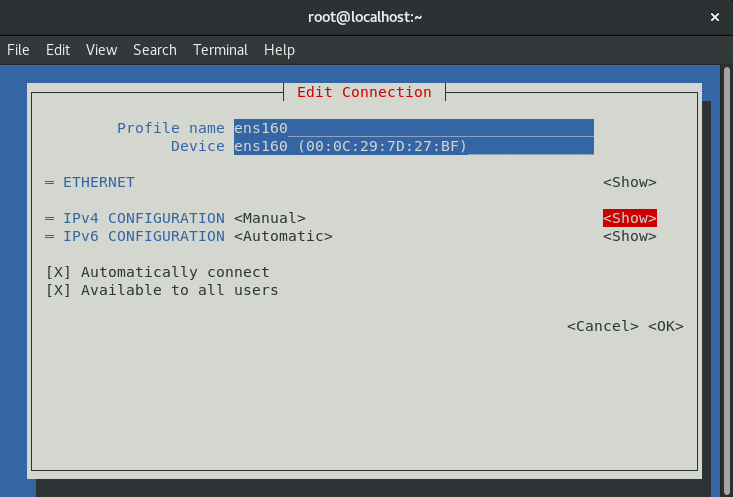 root@localhost:~ ×
File Edit View Search Terminal Help
Edit Connection
Profile name ens160
Device ens160 (00:0C:29:7D:27:BF)
= ETHERNET <Show>
= IPv4 CONFIGURATION <Manual> <Show>
= IPv6 CONFIGURATION <Automatic> <Show>
[X] Automatically connect
[X] Available to all users
<Cancel> <OK>